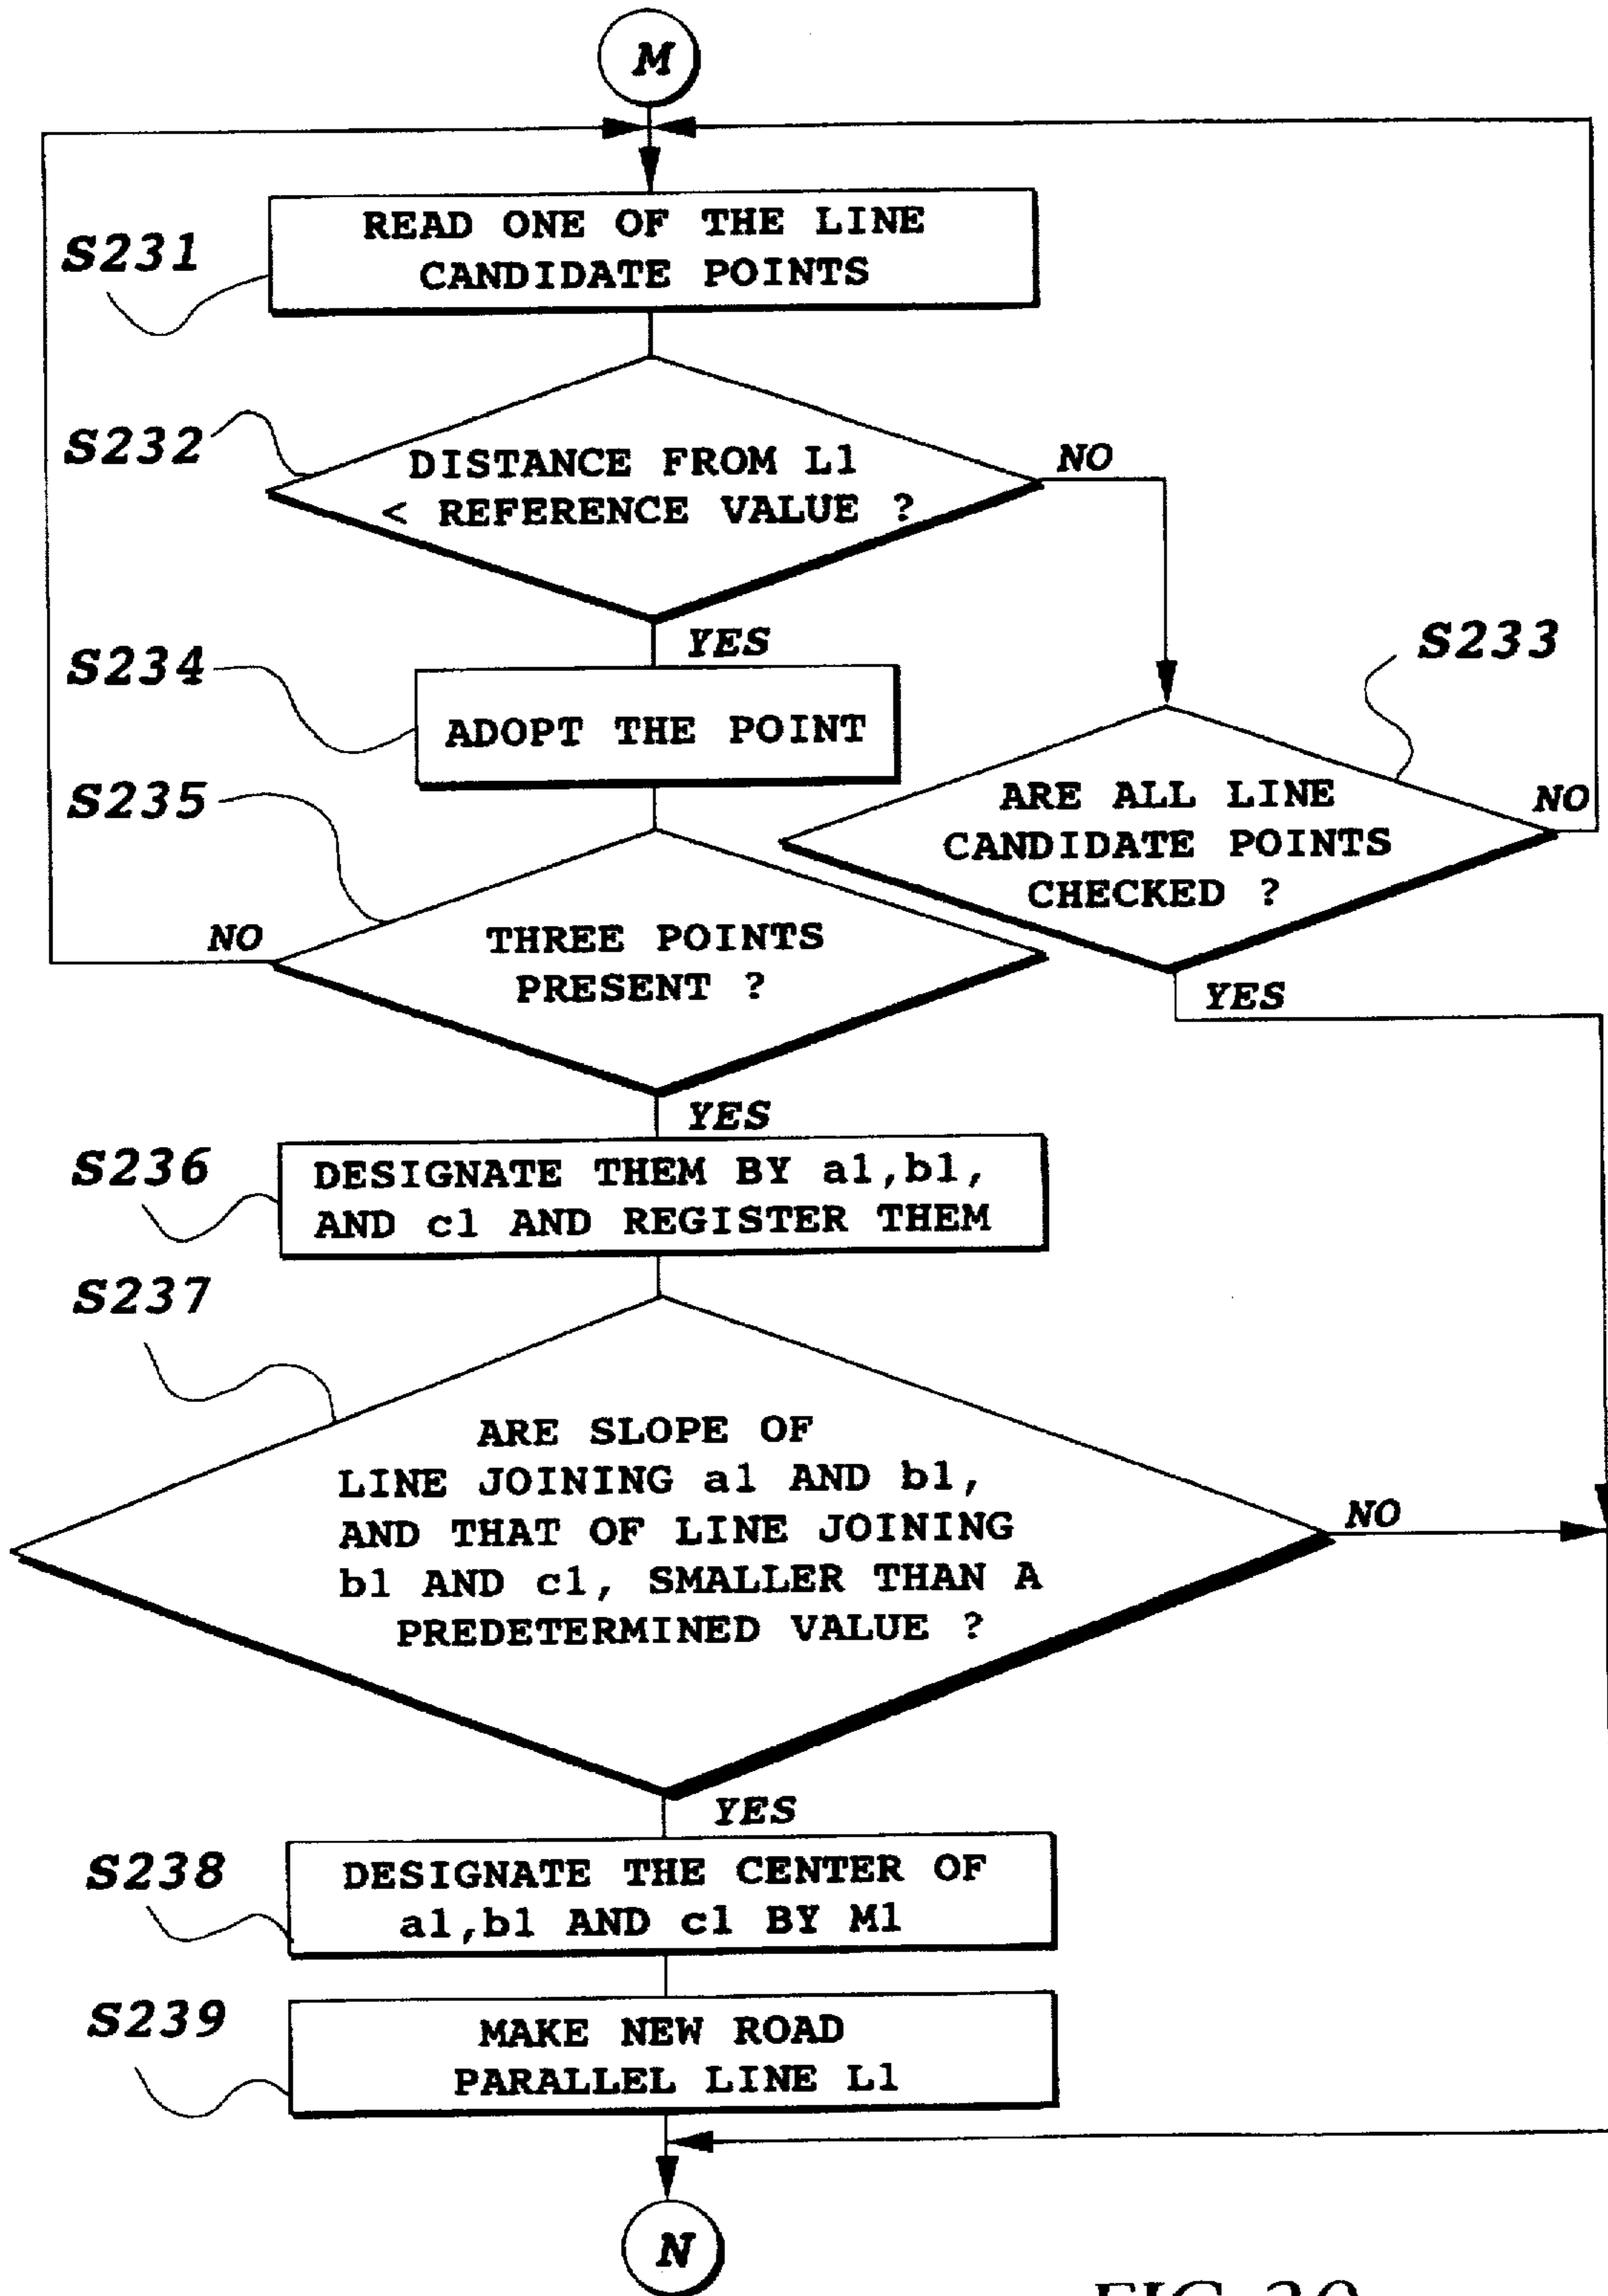 M
S231
READ ONE OF THE LINE
CANDIDATE POINTS
S232
DISTANCE FROM L1
< REFERENCE VALUE ?
NO
YES
S233
S234
ADOPT THE POINT
S235
ARE ALL LINE
CANDIDATE POINTS
CHECKED ?
NO
YES
THREE POINTS
PRESENT ?
NO
YES
S236
DESIGNATE THEM BY a1,b1,
AND c1 AND REGISTER THEM
S237
ARE SLOPE OF
LINE JOINING a1 AND b1,
AND THAT OF LINE JOINING
b1 AND c1, SMALLER THAN A
PREDETERMINED VALUE ?
NO
YES
S238
DESIGNATE THE CENTER OF
a1,b1 AND c1 BY M1
S239
MAKE NEW ROAD
PARALLEL LINE L1
N